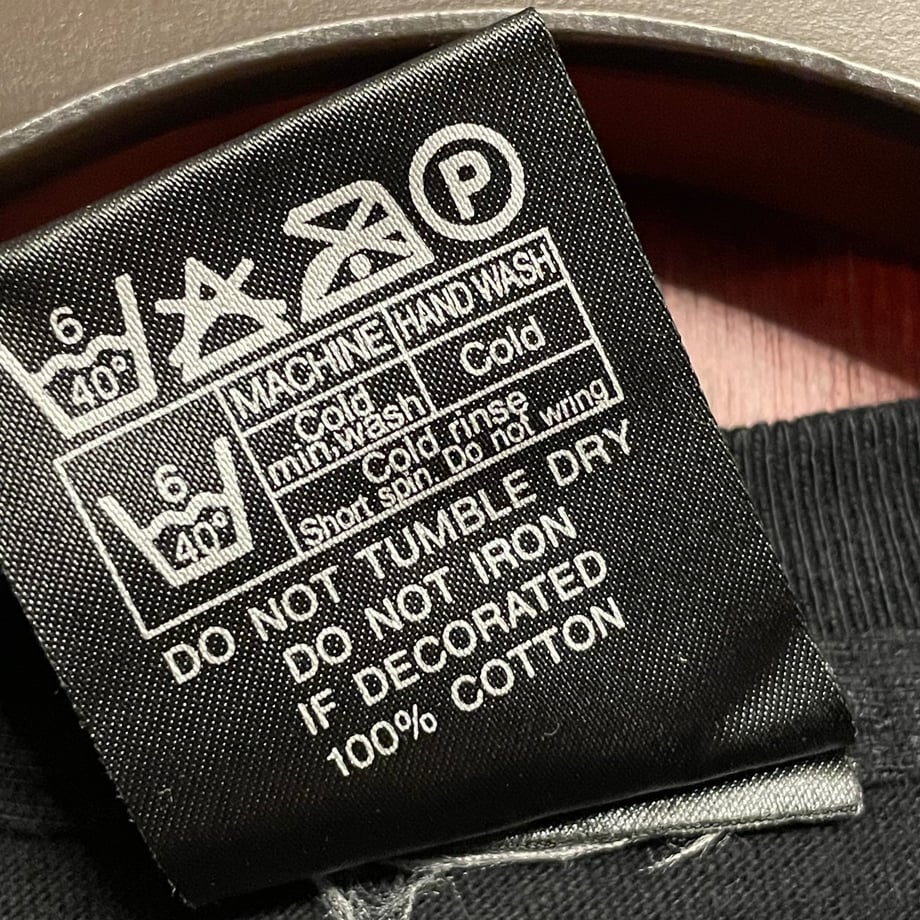 P
6
40°
MACHINE HAND WASH
Cold min.wash Cold
6
40°
Cold rinse
Short spin. Do not wring
DO NOT TUMBLE DRY
DO NOT IRON
IF DECORATED
100% COTTON